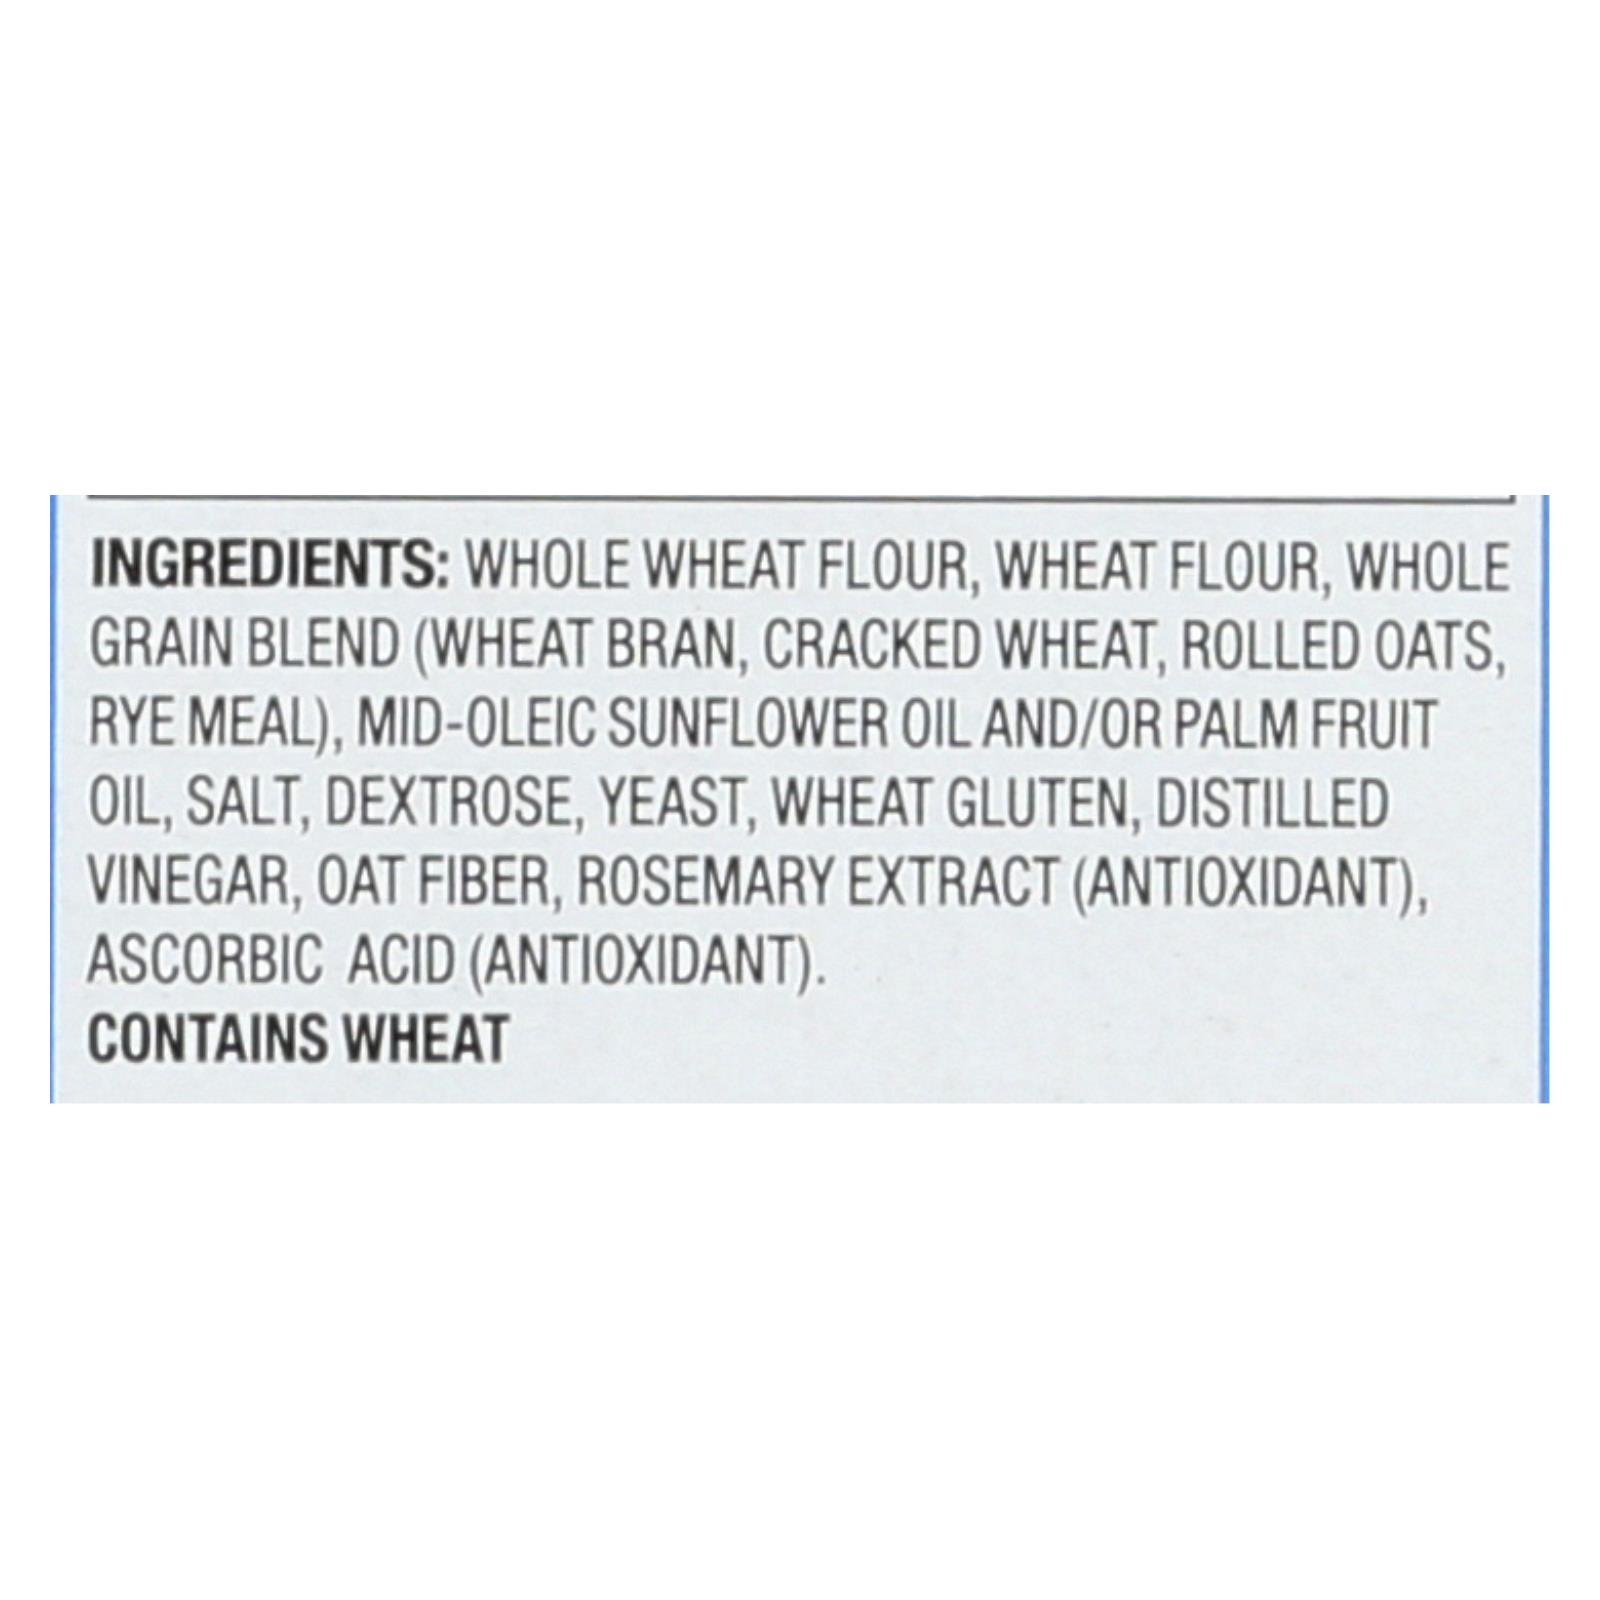 INGREDIENTS: WHOLE WHEAT FLOUR, WHEAT FLOUR, WHOLE
GRAIN BLEND (WHEAT BRAN, CRACKED WHEAT, ROLLED OATS,
RYE MEAL), MID-OLEIC SUNFLOWER OIL AND/OR PALM FRUIT
OIL, SALT, DEXTROSE, YEAST, WHEAT GLUTEN, DISTILLED
VINEGAR, OAT FIBER, ROSEMARY EXTRACT (ANTIOXIDANT),
ASCORBIC ACID (ANTIOXIDANT).
CONTAINS WHEAT